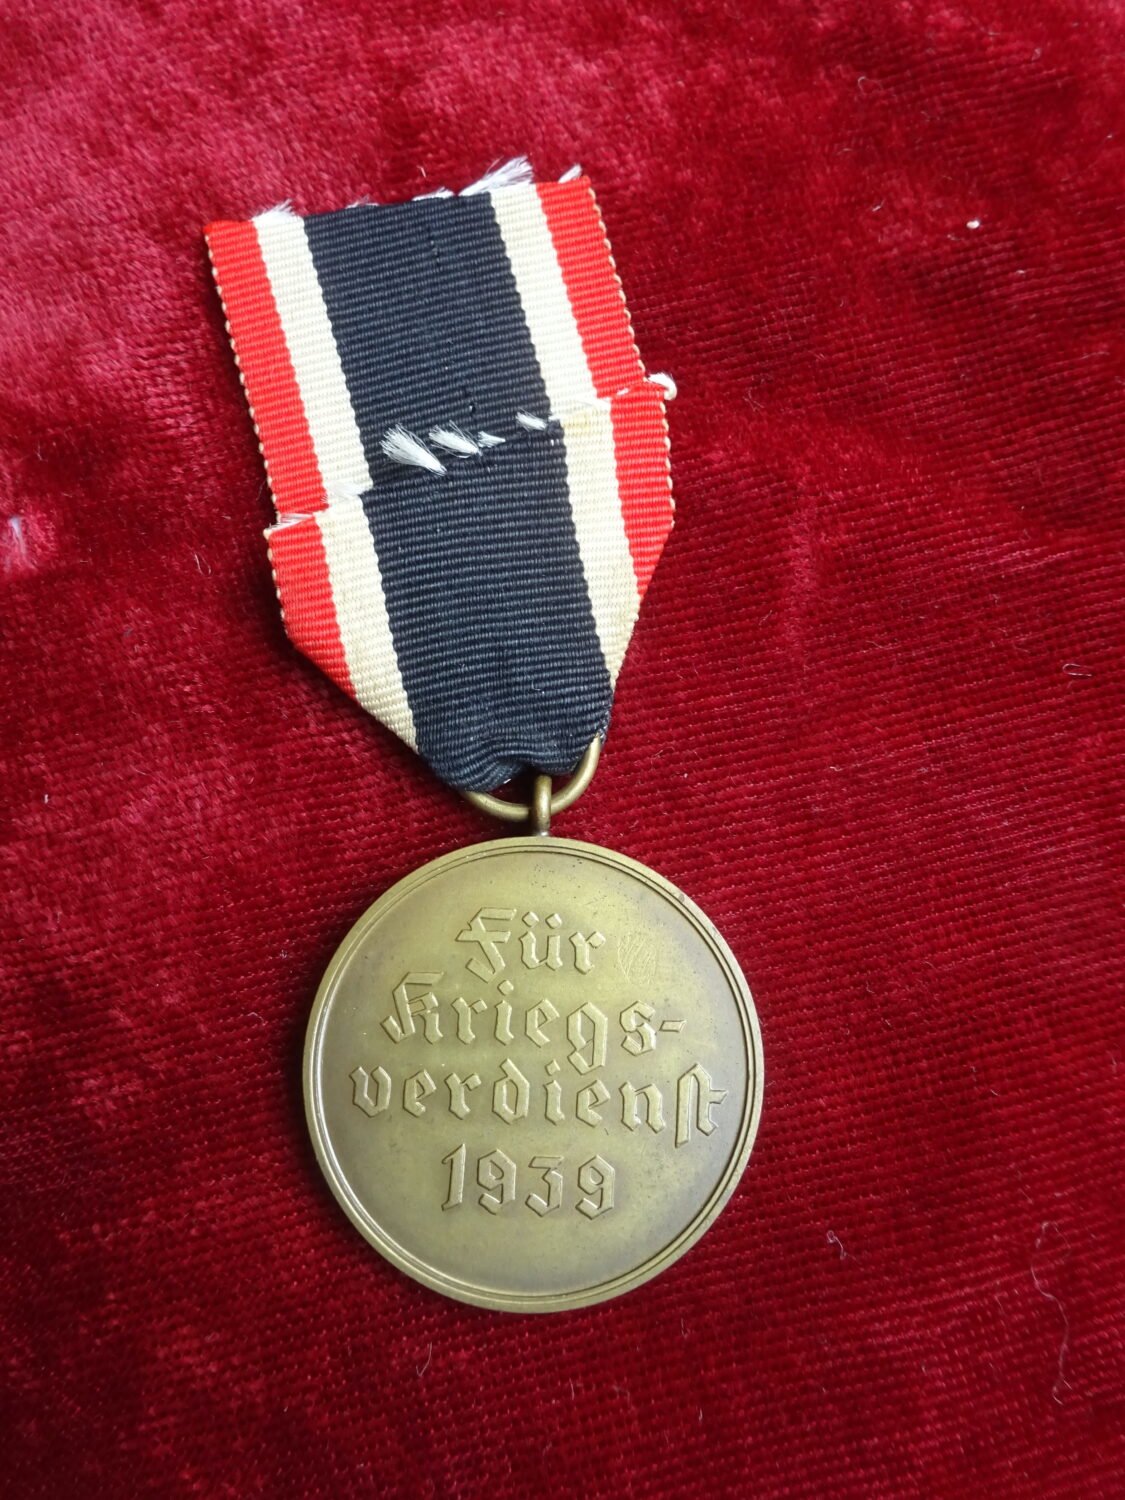 Für
Kriegs-
verdienst
1939